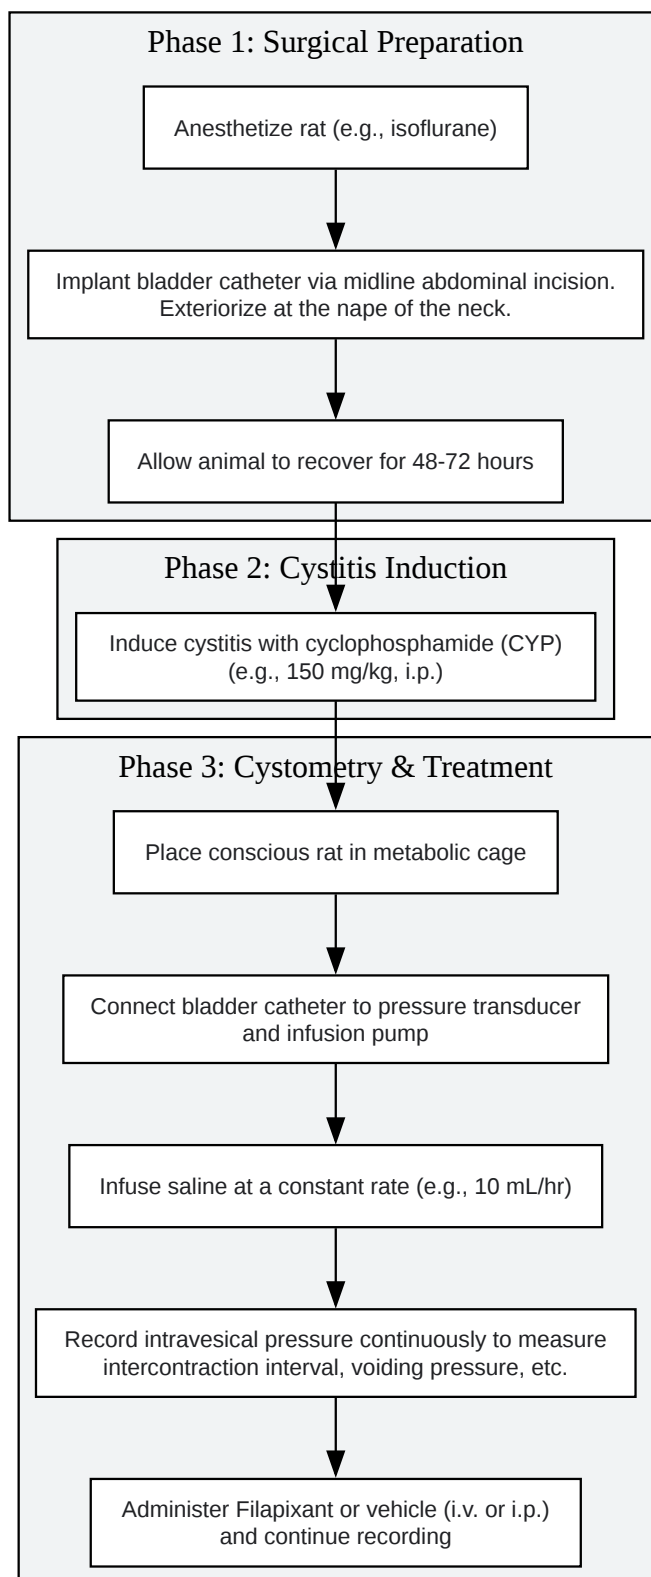 Phase 1: Surgical Preparation
Anesthetize rat (e.g., isoflurane)
Implant bladder catheter via midline abdominal incision.
Exteriorize at the nape of the neck.
Allow animal to recover for 48-72 hours
Phase 2: Cystitis Induction
Induce cystitis with cyclophosphamide (CYP)
(e.g., 150 mg/kg, i.p.)
Phase 3: Cystometry & Treatment
Place conscious rat in metabolic cage
Connect bladder catheter to pressure transducer
and infusion pump
Infuse saline at a constant rate (e.g., 10 mL/hr)
Record intravesical pressure continuously to measure
intercontraction interval, voiding pressure, etc.
Administer Filapixant or vehicle (i.v. or i.p.)
and continue recording